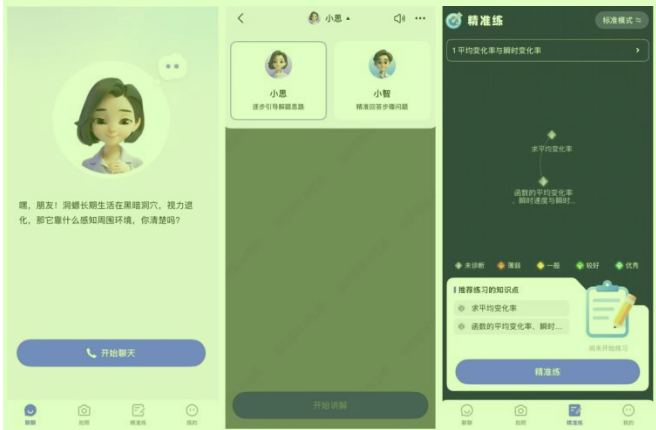 嘿，朋友！洞螈长期生活在黑暗洞穴，视力退
化，那它靠什么感知周围环境，你清楚吗？
开始聊天
聊聊
拍照
精准练
我的
小思
小思
逐步引导解题思路
小智
精准回答步骤问题
开始讲解
精准练
标准模式
1 平均变化率与瞬时变化率
求平均变化率
函数的平均变化率
、瞬时速度与瞬时...
未诊断
薄弱
一般
较好
优秀
推荐练习的知识点
求平均变化率
函数的平均变化率、瞬时...
尚未开始练习
精准练
聊聊
拍照
精准练
我的